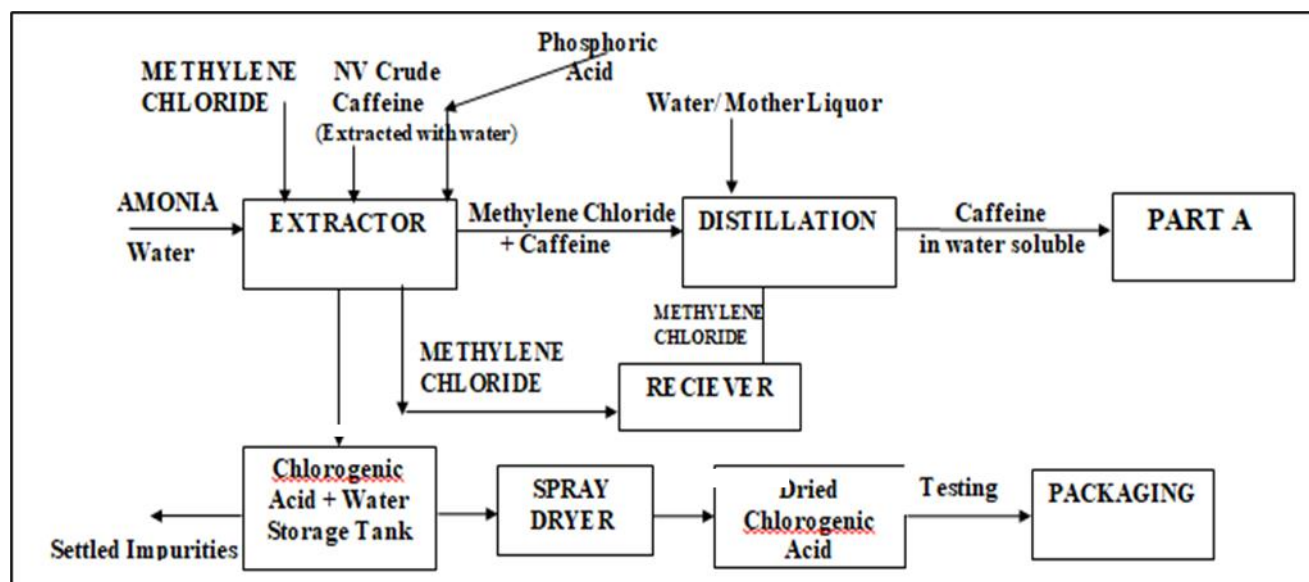 Phosphoric
Acid
METHYLENE
CHLORIDE
NV Crude
Caffeine
(Extracted with water)
Water/Mother Liquor
AMONIA
Water
EXTRACTOR
Methylene Chloride
+ Caffeine
DISTILLATION
Caffeine
in water soluble
PART A
METHYLENE
CHLORIDE
METHYLENE
CHLORIDE
RECIEVER
Chlorogenic
Acid + Water
Storage Tank
Settled Impurities
SPRAY
DRYER
Dried
Chlorogenic
Acid
Testing
PACKAGING